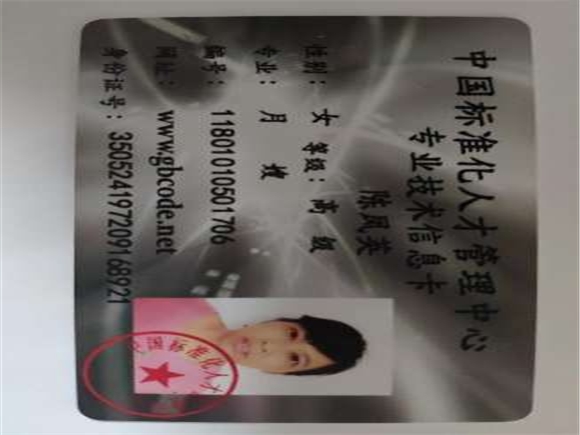 中国标准化人才管理中心
专业技术信息卡
陈凤英
性别：女 等级：高级
专业：月嫂
编号：11801010501706
网址：www.gbcode.net
身份证号：350524197209168921